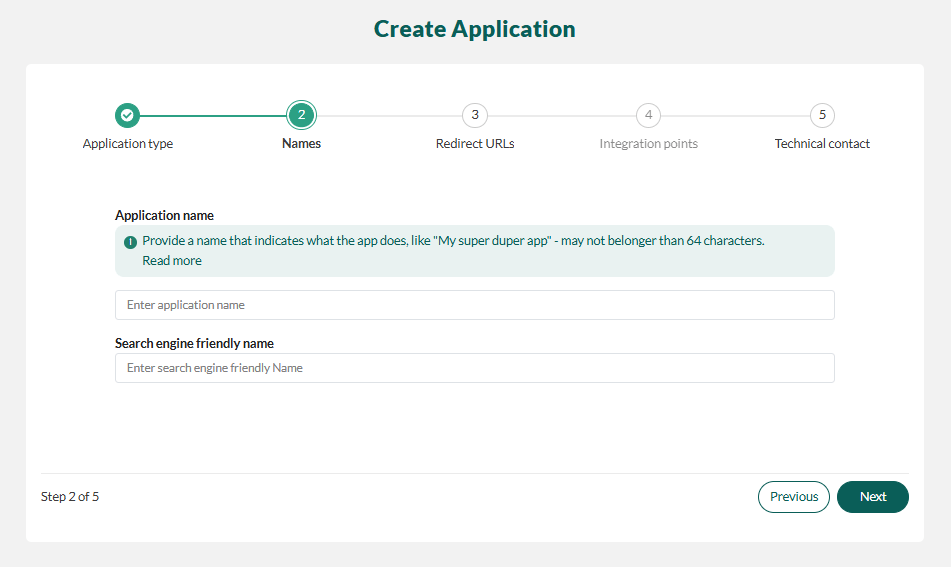 Create Application
2 3 4 5
Application type Names Redirect URLs Integration points Technical contact
Application name
Provide a name that indicates what the app does, like "My super duper app" - may not belonger than 64 characters.
Read more
Enter application name
Search engine friendly name
Enter search engine friendly Name
Step 2 of 5 Previous Next